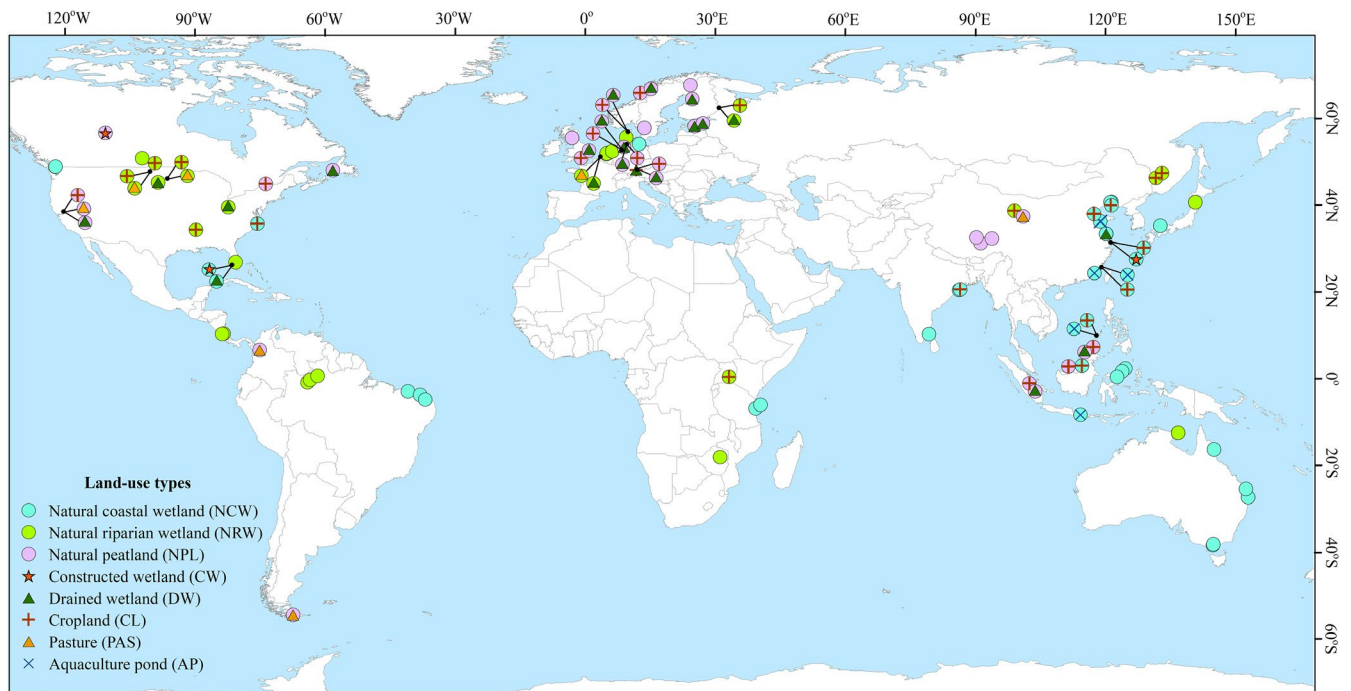 120°W 90°W 60°W 30°W 0° 30°E 60°E 90°E 120°E 150°E
60°N
40°N
20°N
0°
20°S
40°S
60°S
Land-use types
Natural coastal wetland (NCW)
Natural riparian wetland (NRW)
Natural peatland (NPL)
Constructed wetland (CW)
Drained wetland (DW)
Cropland (CL)
Pasture (PAS)
Aquaculture pond (AP)